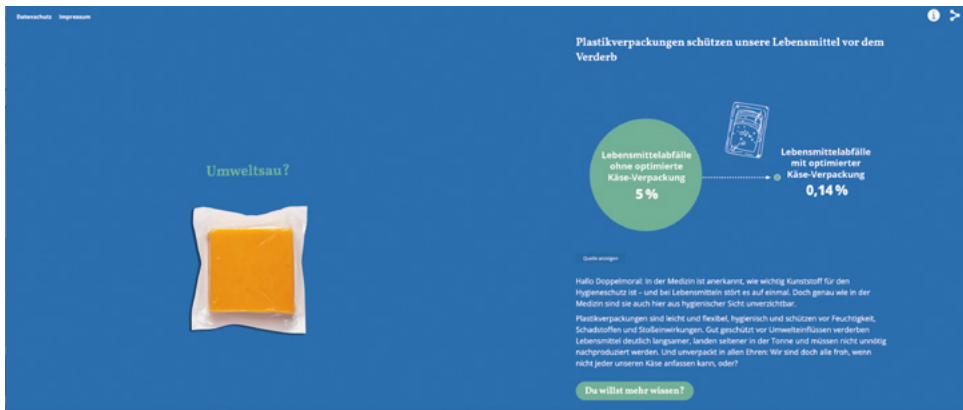 Datenschutz Impressum
Plastikverpackungen schützen unsere Lebensmittel vor dem
Verderb
Umweltsau?
Lebensmittelabfälle
ohne optimierte
Käse-Verpackung
5 %
Lebensmittelabfälle
mit optimierter
Käse-Verpackung
0,14 %
Quelle anzeigen
Hallo Doppelmoral: In der Medizin ist anerkannt, wie wichtig Kunststoff für den
Hygieneschutz ist – und bei Lebensmitteln stört es auf einmal. Doch genau wie in der
Medizin sind sie auch hier aus hygienischer Sicht unverzichtbar.
Plastikverpackungen sind leicht und flexibel, hygienisch und schützen vor Feuchtigkeit,
Schadstoffen und Stoßeinwirkungen. Gut geschützt vor Umwelteinflüssen verderben
Lebensmittel deutlich langsamer, landen seltener in der Tonne und müssen nicht unnötig
nachproduziert werden. Und unverpackt in allen Ehren: Wir sind doch alle froh, wenn
nicht jeder unseren Käse anfassen kann, oder?
Du willst mehr wissen?